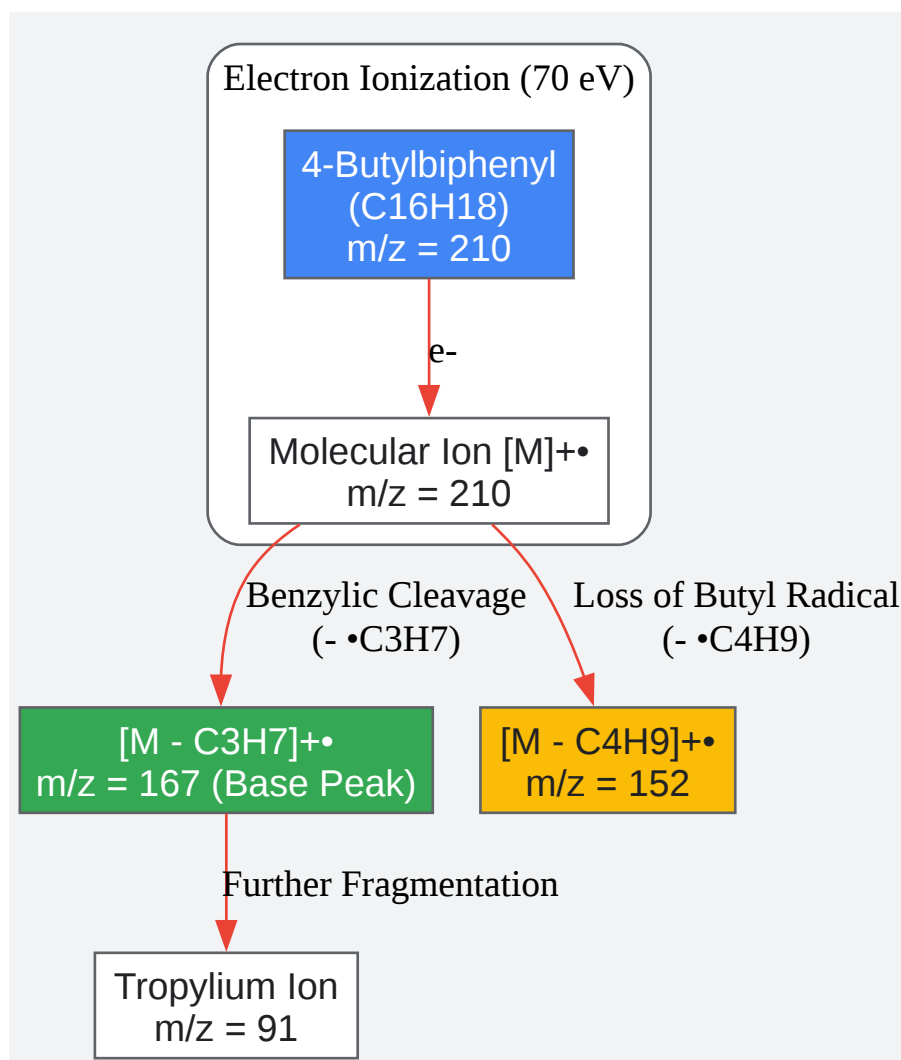 Electron Ionization (70 eV)
4-Butylbiphenyl
(C16H18)
m/z = 210
e-
Molecular Ion [M]+•
m/z = 210
Benzylic Cleavage
(- •C3H7)
Loss of Butyl Radical
(- •C4H9)
[M - C3H7]+•
m/z = 167 (Base Peak)
[M - C4H9]+•
m/z = 152
Further Fragmentation
Tropylium Ion
m/z = 91